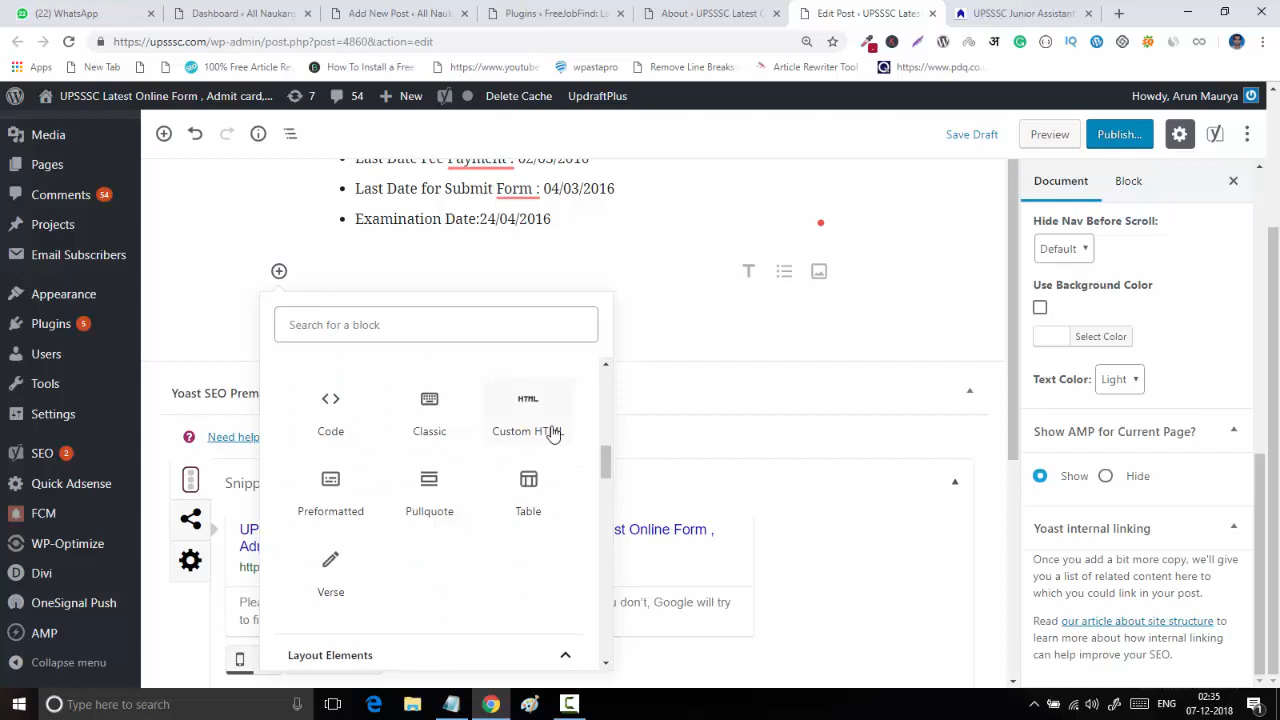 (22) WhatsApp
Dashboard ‹ All Naukar
Add New Post ‹ All Nauk
Plugins ‹ FreeJobFind: La
About ‹ UPSSSC Latest O
Edit Post ‹ UPSSSC Lates
UPSSSC Junior Assistant
https://upsssc.com/wp-admin/post.php?post=4860&action=edit
Apps
New Tab
100% Free Article Re
How To Install a Free
https://www.youtube
wpastapro
Remove Line Breaks
Article Rewriter Tool
https://www.pdq.co
UPSSSC Latest Online Form , Admit card,...
7
54
New
Delete Cache
UpdraftPlus
Howdy, Arun Maurya
Media
Pages
Comments 54
Projects
Email Subscribers
Appearance
Plugins 5
Users
Tools
Settings
SEO 2
Quick Adsense
FCM
WP-Optimize
Divi
OneSignal Push
AMP
Collapse menu
Save Draft
Preview
Publish...
Last Date Fee Payment : 02/03/2016
Last Date for Submit Form : 04/03/2016
Examination Date:24/04/2016
Search for a block
Code
Classic
Custom HTML
Preformatted
Pullquote
Table
Verse
Layout Elements
Yoast SEO Prem
Need help
Snipp
UP
st Online Form ,
Adr
http
Plea
u don't, Google will try
to fi
Document
Block
Hide Nav Before Scroll:
Default
Use Background Color
Select Color
Text Color:
Light
Show AMP for Current Page?
Show
Hide
Yoast internal linking
Once you add a bit more copy, we'll give
you a list of related content here to
which you could link in your post.
Read our article about site structure to
learn more about how internal linking
can help improve your SEO.
Type here to search
ENG
02:35
07-12-2018